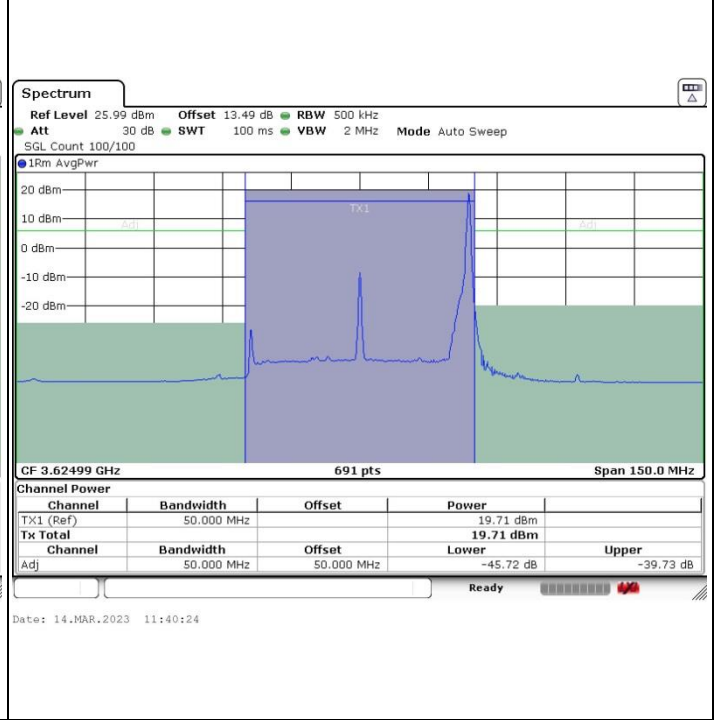 Spectrum
Ref Level 25.99 dBm Offset 13.49 dB RBW 500 kHz
Att 30 dB SWT 100 ms VBW 2 MHz Mode Auto Sweep
SGL Count 100/100
1Rm AvgPwr
20 dBm
TX1
10 dBm
Adj Adj
0 dBm
-10 dBm
-20 dBm
CF 3.62499 GHz 691 pts Span 150.0 MHz
Channel Power
Channel Bandwidth Offset Power
TX1 (Ref) 50.000 MHz 19.71 dBm
Tx Total 19.71 dBm
Channel Bandwidth Offset Lower Upper
Adj 50.000 MHz 50.000 MHz -45.72 dB -39.73 dB
Ready
Date: 14.MAR.2023 11:40:24